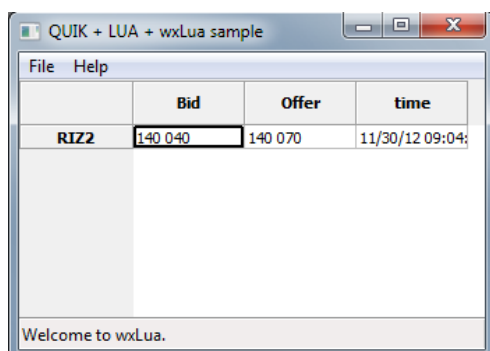 QUIK + LUA + wxLua sample
File Help
Bid Offer time
RIZ2 140 040 140 070 11/30/12 09:04:
Welcome to wxLua.